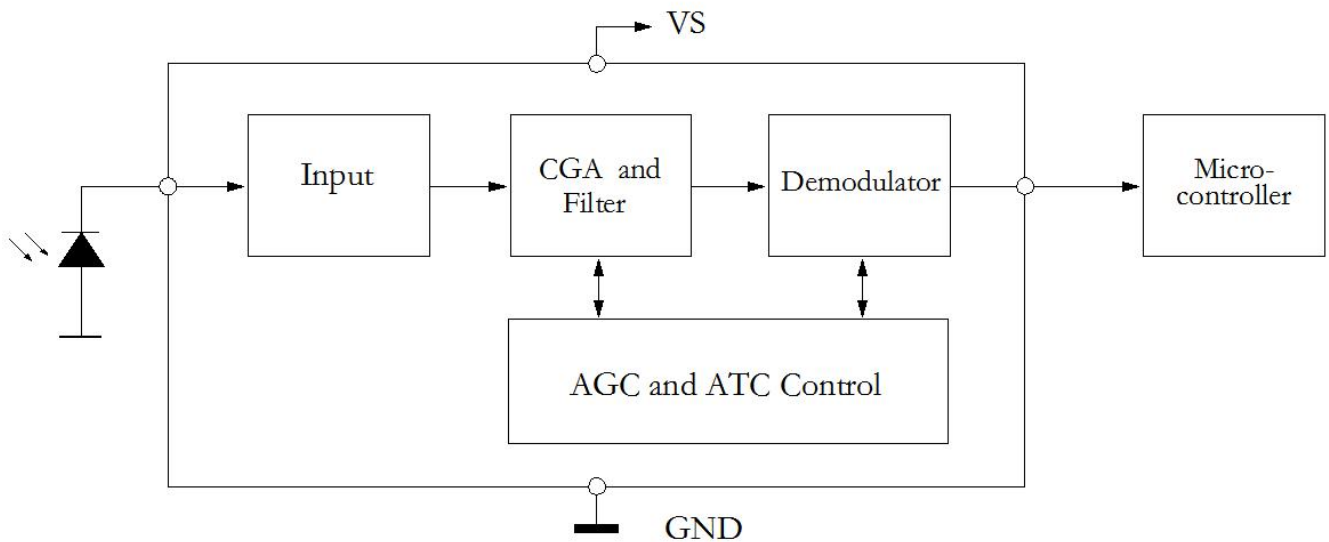 VS
Input
CGA and
Filter
Demodulator
Micro-
controller
AGC and ATC Control
GND